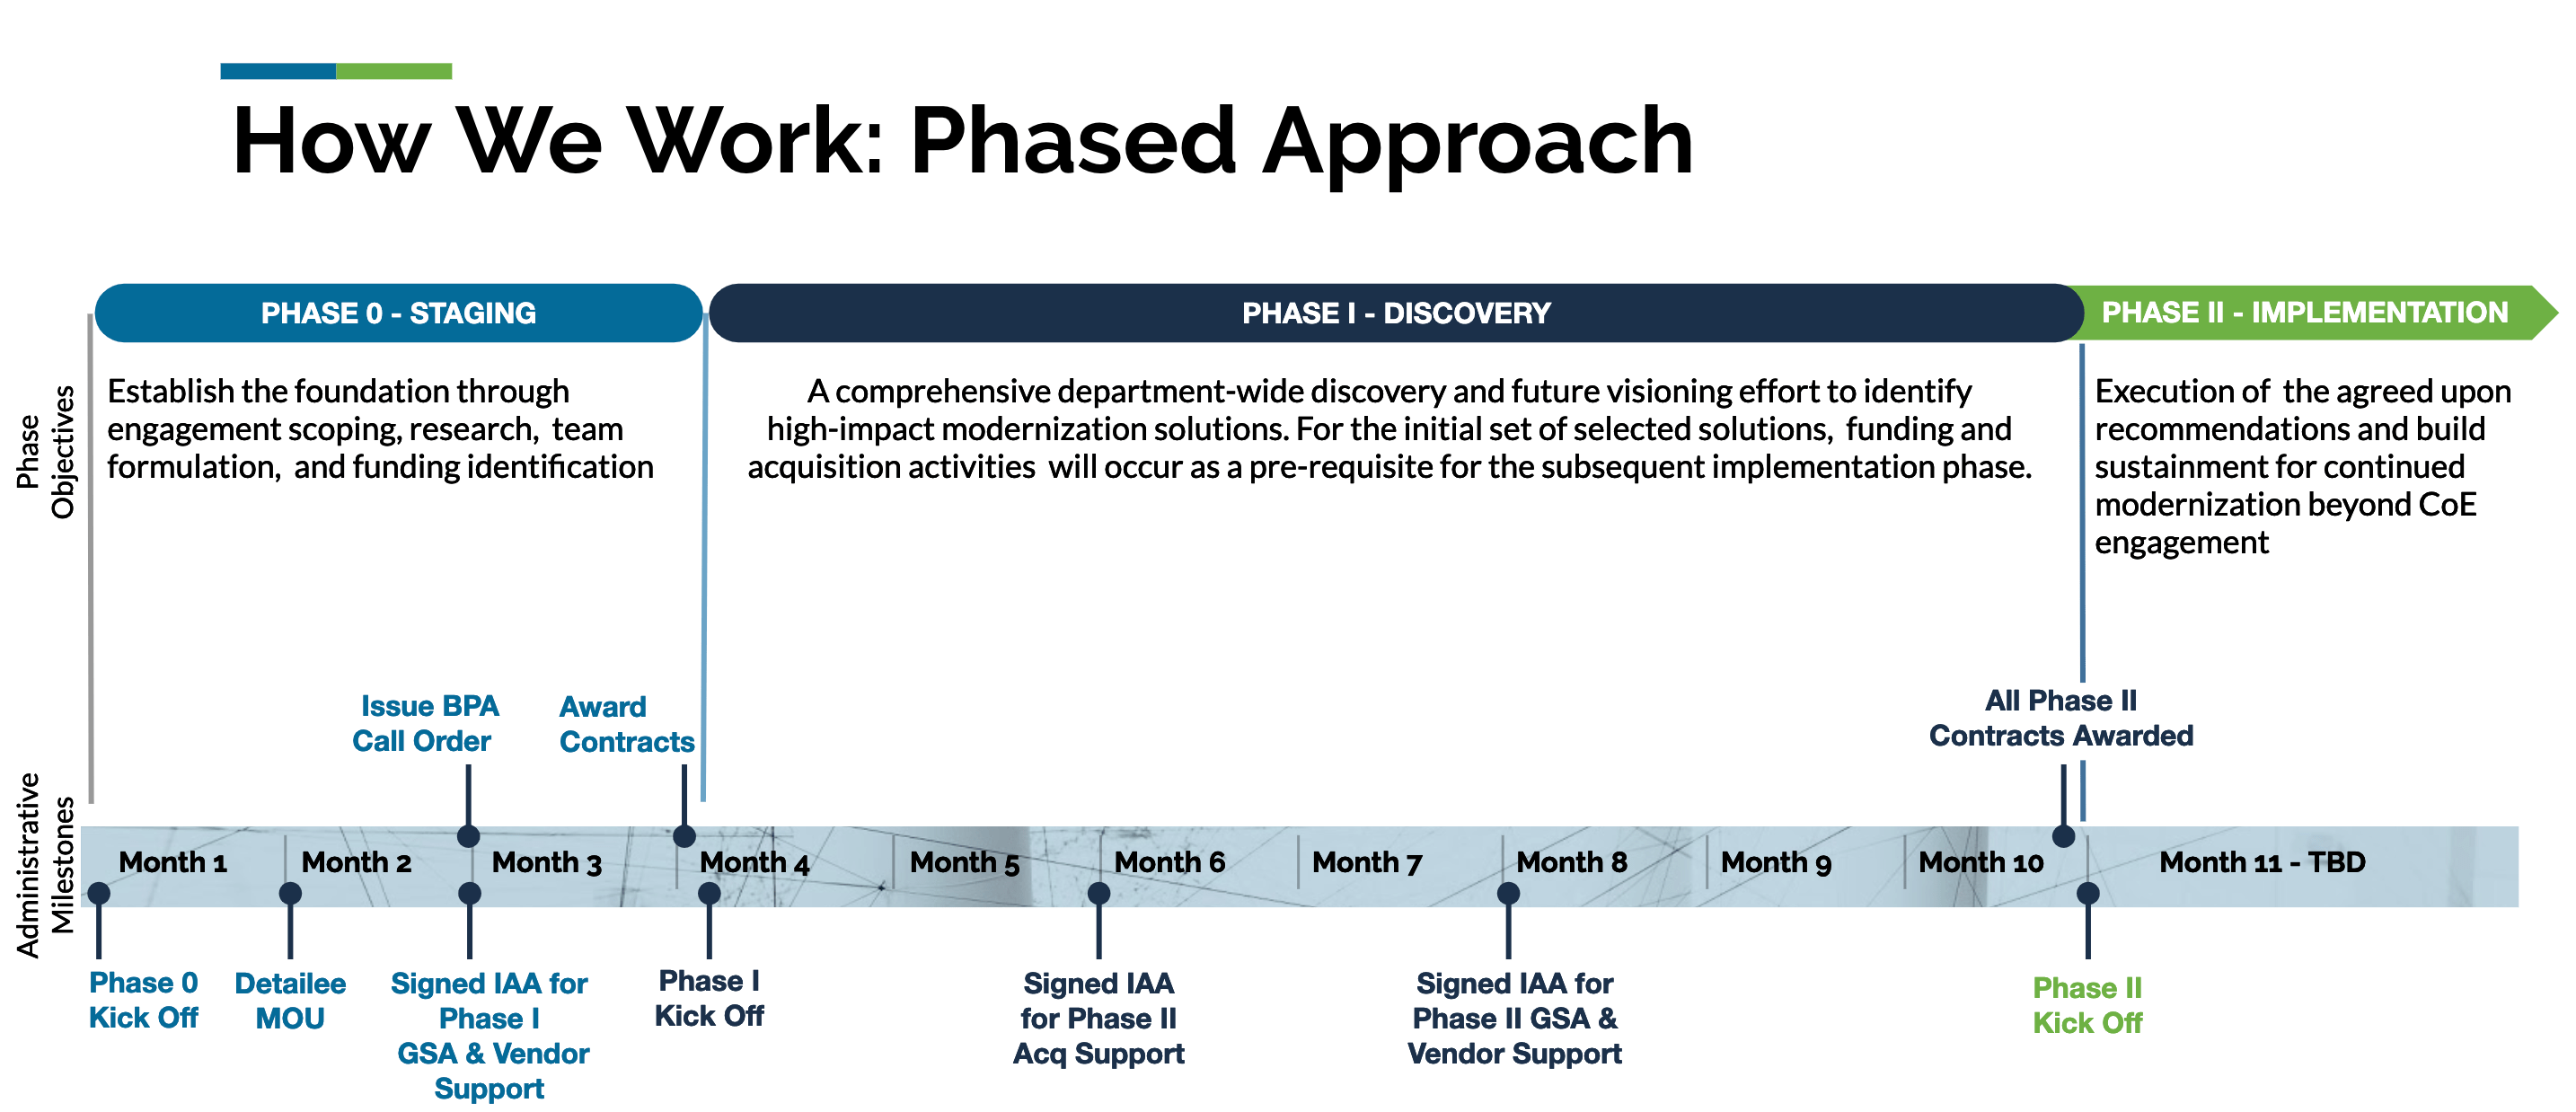 How We Work: Phased Approach
PHASE 0 - STAGING
PHASE I - DISCOVERY
PHASE II - IMPLEMENTATION
Phase
Objectives
Establish the foundation through
engagement scoping, research, team
formulation, and funding identification
A comprehensive department-wide discovery and future visioning effort to identify
high-impact modernization solutions. For the initial set of selected solutions, funding and
acquisition activities will occur as a pre-requisite for the subsequent implementation phase.
Execution of the agreed upon
recommendations and build
sustainment for continued
modernization beyond CoE
engagement
Administrative
Milestones
Issue BPA
Call Order
Award
Contracts
All Phase II
Contracts Awarded
Month 1
Month 2
Month 3
Month 4
Month 5
Month 6
Month 7
Month 8
Month 9
Month 10
Month 11 - TBD
Phase 0
Kick Off
Detailee
MOU
Signed IAA for
Phase I
GSA & Vendor
Support
Phase I
Kick Off
Signed IAA
for Phase II
Acq Support
Signed IAA for
Phase II GSA &
Vendor Support
Phase II
Kick Off